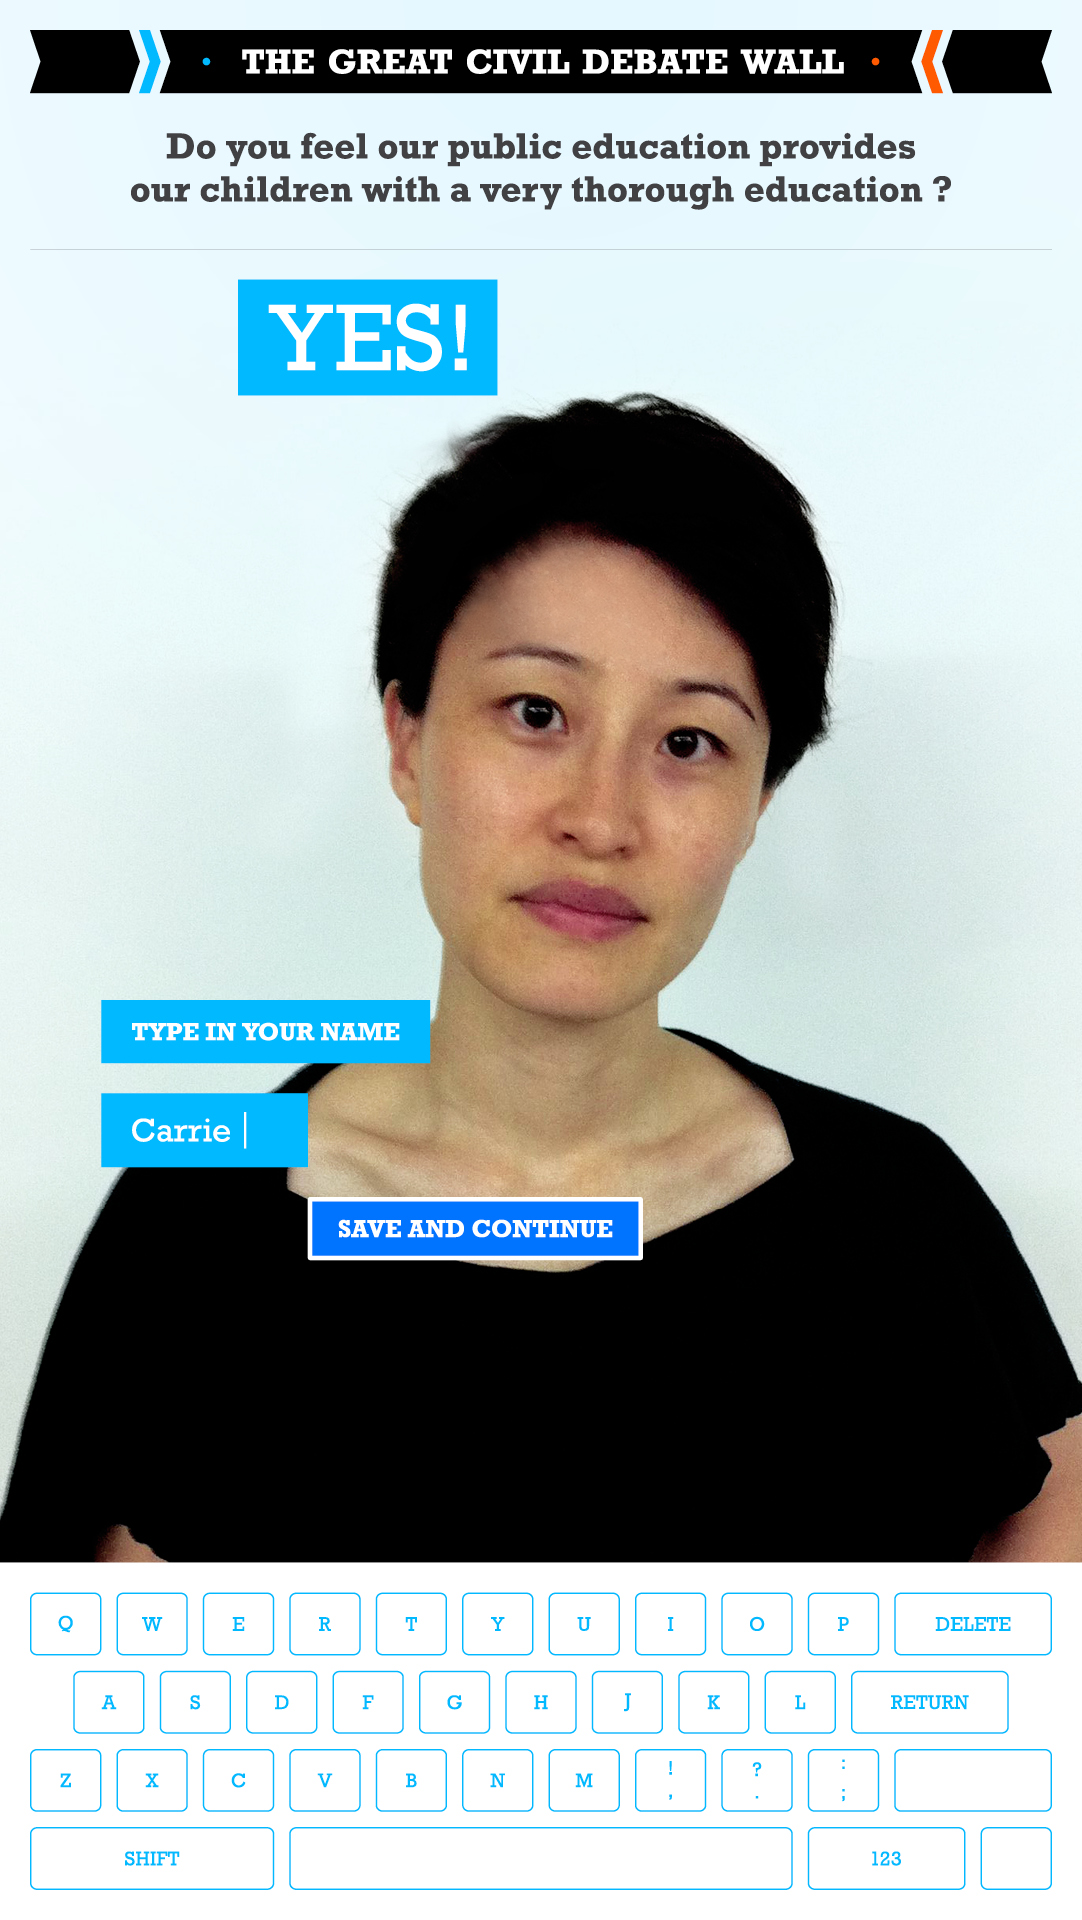 THE GREAT CIVIL DEBATE WALL
Do you feel our public education provides
our children with a very thorough education ?
YES!
TYPE IN YOUR NAME
Carrie
SAVE AND CONTINUE
Q W E R T Y U I O P DELETE
A S D F G H J K L RETURN
Z X C V B N M ! , ? . : ;
SHIFT 123